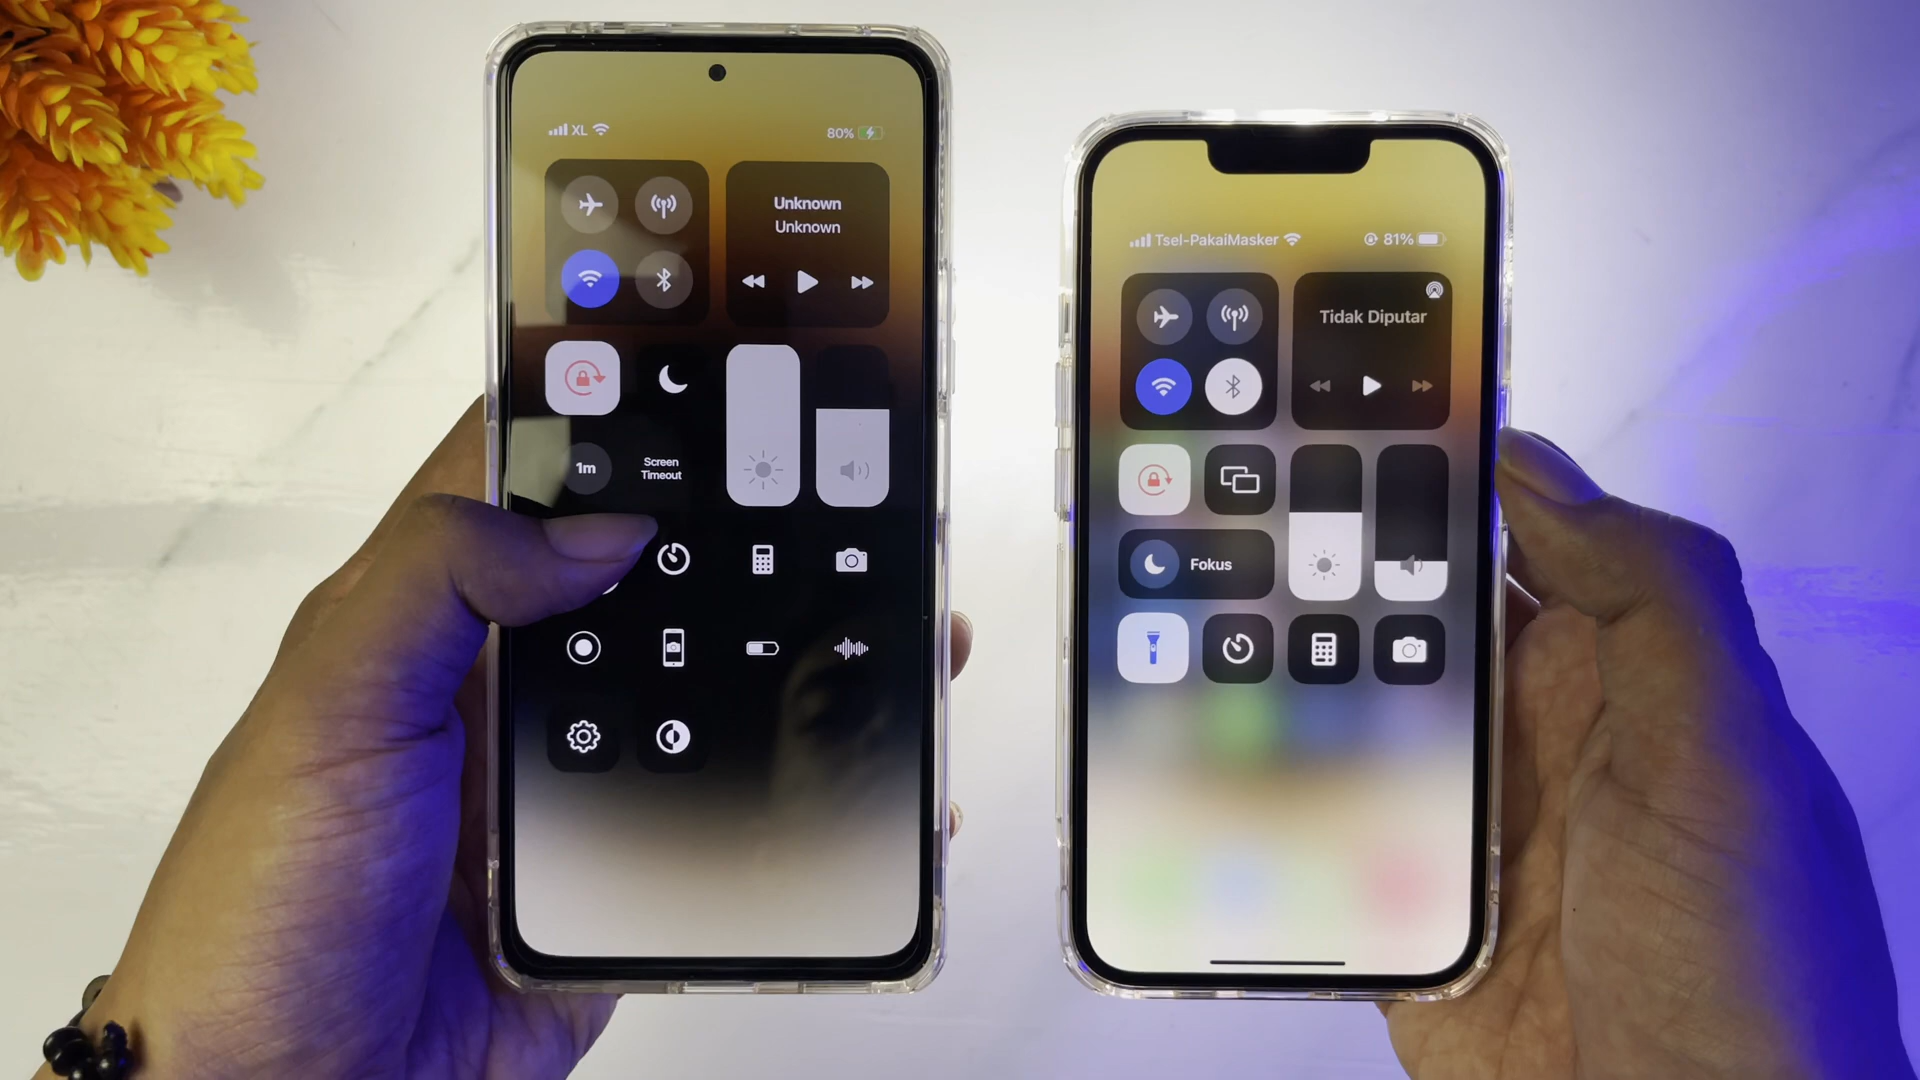 XL
80%
Unknown
Unknown
1m
Screen
Timeout
Tsel-PakaiMasker
81%
Tidak Diputar
Fokus